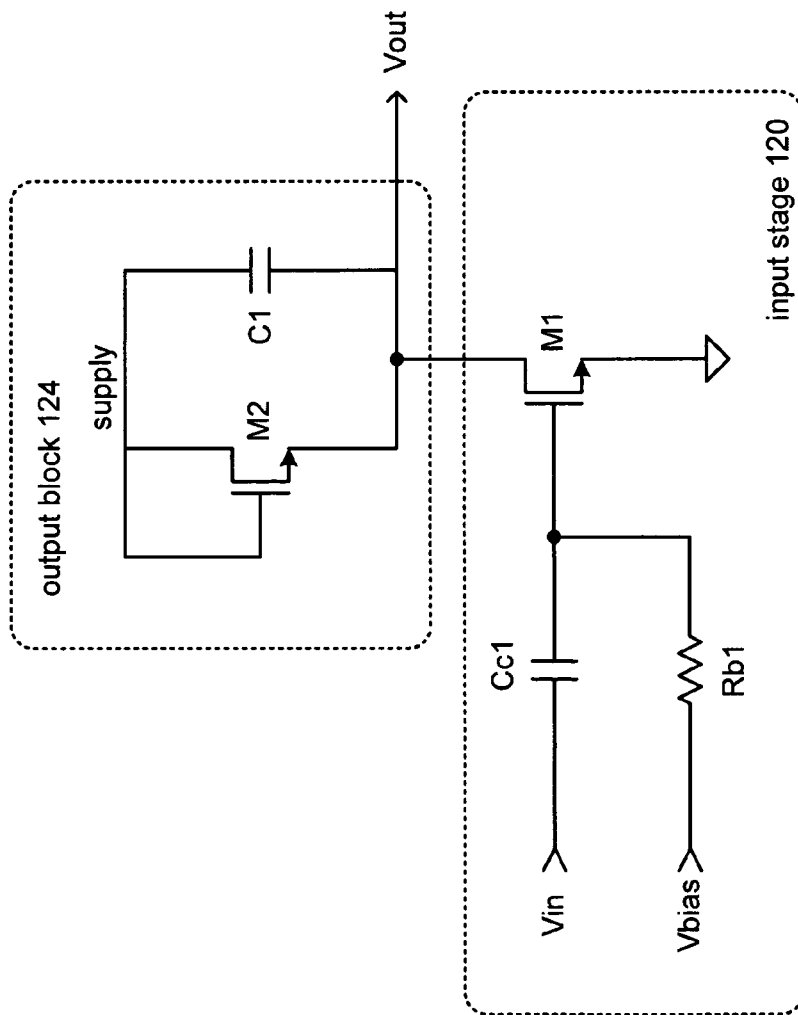 output block 124
supply
M2
C1
Vout
Vin
Cc1
M1
Vbias
Rb1
input stage 120